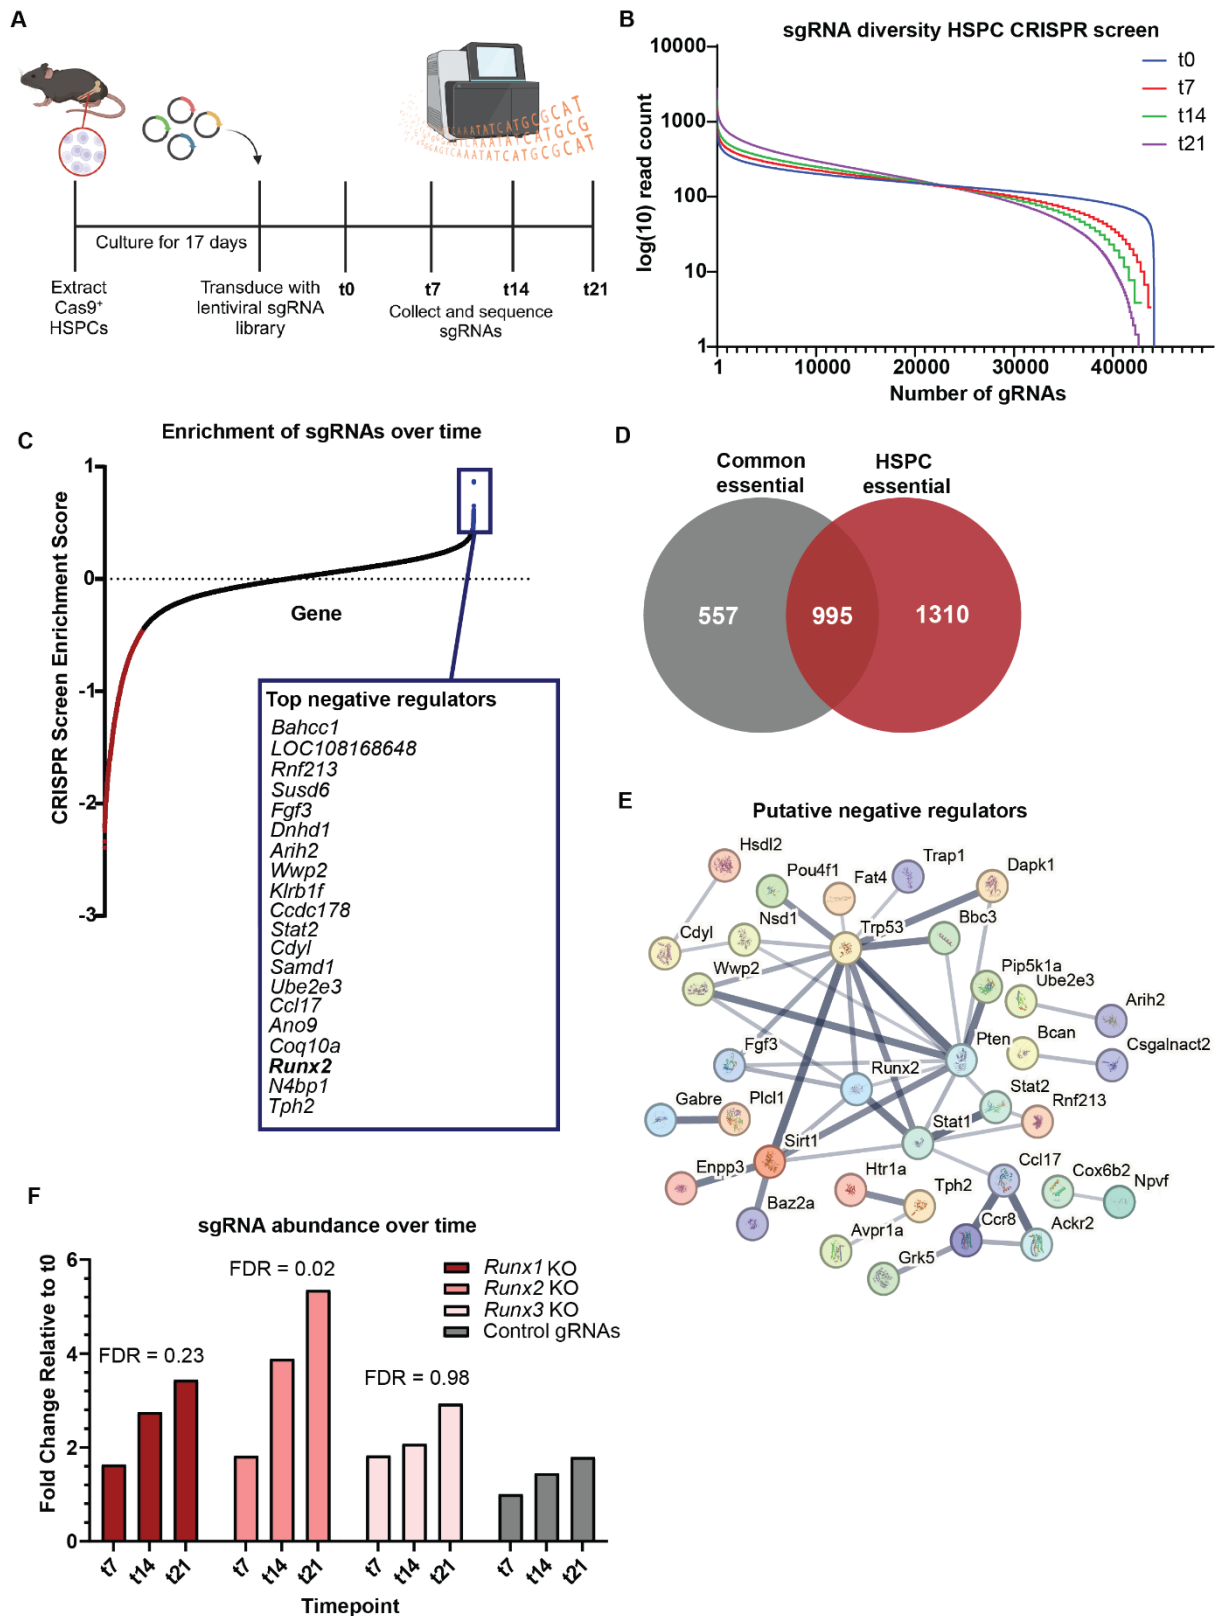 A
TATCATGCGCAT
ATATCATGCG
AAATATCATGCGCAT
Culture for 17 days
Extract
Cas9⁺
HSPCs
Transduce with
lentiviral sgRNA
library
t0
t7
t14
t21
Collect and sequence
sgRNAs
B
sgRNA diversity HSPC CRISPR screen
log(10) read count
10000
1000
100
10
1
1
10000
20000
30000
40000
Number of gRNAs
t0
t7
t14
t21
C
Enrichment of sgRNAs over time
CRISPR Screen Enrichment Score
1
0
-1
-2
-3
Gene
Top negative regulators
Bahcc1
LOC108168648
Rnf213
Susd6
Fgf3
Dnhd1
Arih2
Wwp2
Klrb1f
Ccdc178
Stat2
Cdyl
Samd1
Ube2e3
Ccl17
Ano9
Coq10a
Runx2
N4bp1
Tph2
D
Common
essential
HSPC
essential
557
995
1310
E
Putative negative regulators
Hsdl2
Pou4f1
Fat4
Trap1
Dapk1
Cdyl
Nsd1
Trp53
Bbc3
Wwp2
Pip5k1a
Ube2e3
Arih2
Fgf3
Runx2
Pten
Bcan
Csgalnact2
Gabre
Plcl1
Stat2
Rnf213
Sirt1
Stat1
Enpp3
Htr1a
Tph2
Ccl17
Cox6b2
Npvf
Baz2a
Avpr1a
Ccr8
Ackr2
Grk5
F
sgRNA abundance over time
Fold Change Relative to t0
6
4
2
0
FDR = 0.23
FDR = 0.02
FDR = 0.98
Runx1 KO
Runx2 KO
Runx3 KO
Control gRNAs
t7
t14
t21
t7
t14
t21
t7
t14
t21
t7
t14
t21
Timepoint